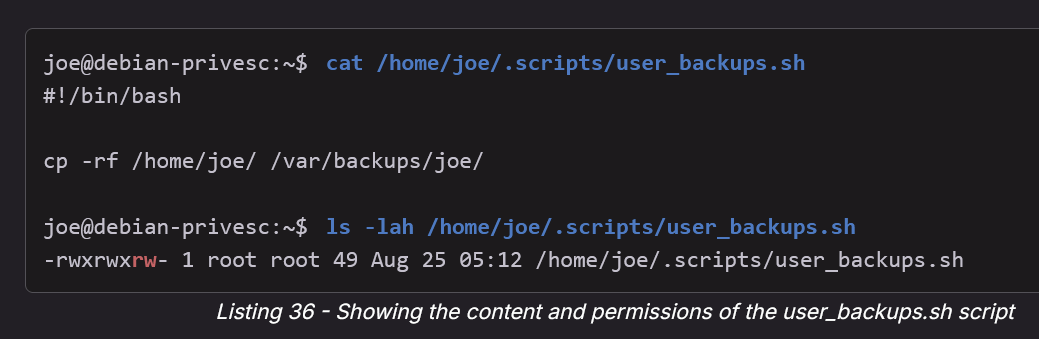 joe@debian-privesc:~$ cat /home/joe/.scripts/user_backups.sh
#!/bin/bash
cp -rf /home/joe/ /var/backups/joe/
joe@debian-privesc:~$ ls -lah /home/joe/.scripts/user_backups.sh
-rwxrwxrw- 1 root root 49 Aug 25 05:12 /home/joe/.scripts/user_backups.sh
Listing 36 - Showing the content and permissions of the user_backups.sh script